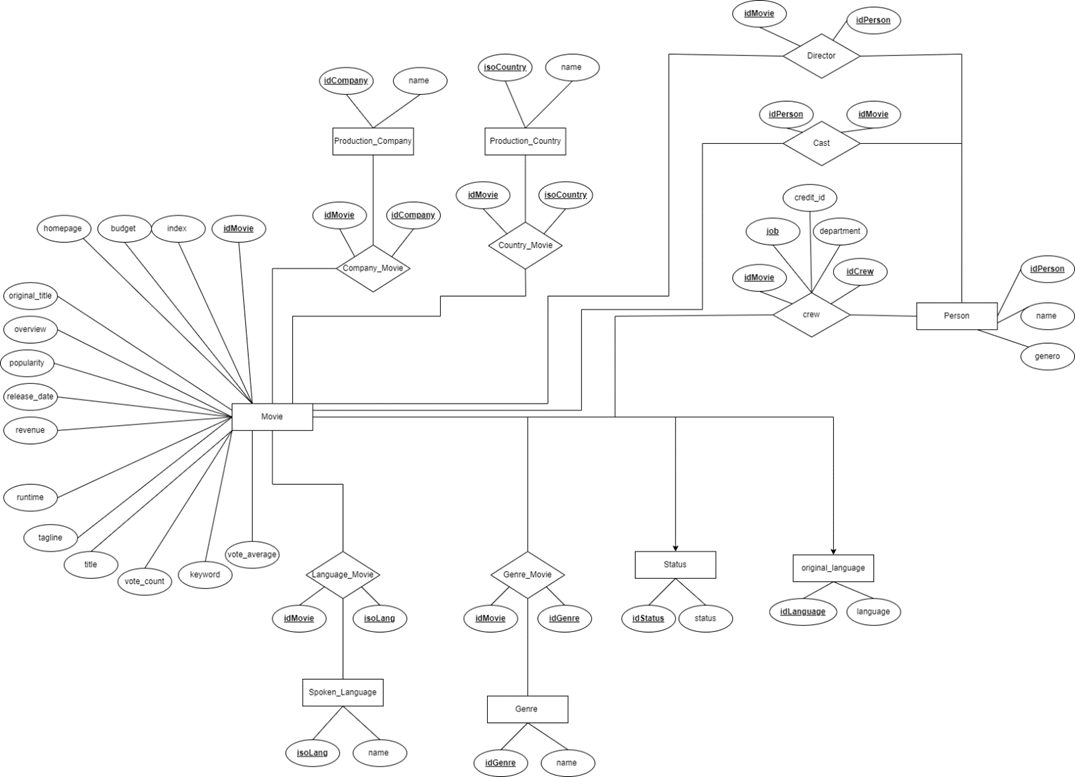 idMovie
idPerson
Director
isoCountry
name
idCompany
name
idPerson
idMovie
Production_Company
Production_Country
Cast
idMovie
isoCountry
credit_id
idMovie
idCompany
homepage
budget
index
idMovie
job
department
Country_Movie
Company_Movie
idMovie
idCrew
idPerson
original_title
crew
Person
name
overview
genero
popularity
release_date
Movie
revenue
runtime
tagline
vote_average
title
vote_count
keyword
Language_Movie
Genre_Movie
Status
original_language
idMovie
isoLang
idMovie
idGenre
idStatus
status
idLanguage
language
Spoken_Language
Genre
isoLang
name
idGenre
name